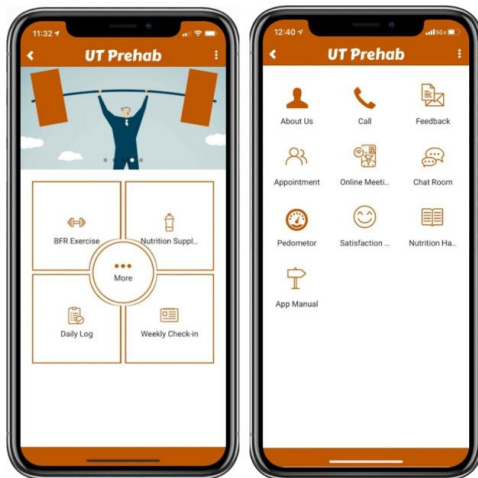 11:32
UT Prehab
BFR Exercise
Nutrition Suppl..
More
Daily Log
Weekly Check-in
12:40
UT Prehab
About Us
Call
Feedback
Appointment
Online Meeti..
Chat Room
Pedometor
Satisfaction ...
Nutrition Ha..
App Manual